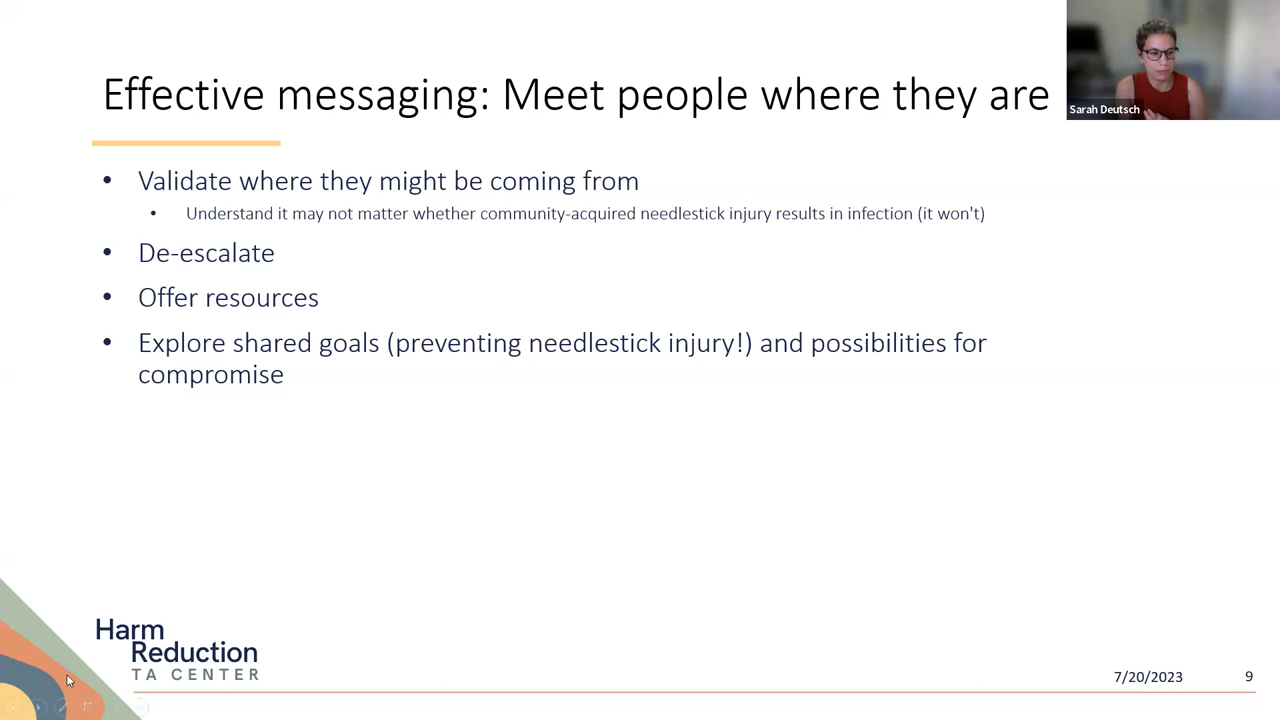 Effective messaging: Meet people where they are
Sarah Deutsch
• Validate where they might be coming from
• Understand it may not matter whether community-acquired needlestick injury results in infection (it won't)
• De-escalate
• Offer resources
• Explore shared goals (preventing needlestick injury!) and possibilities for
compromise
Harm
Reduction
TA CENTER
7/20/2023
9